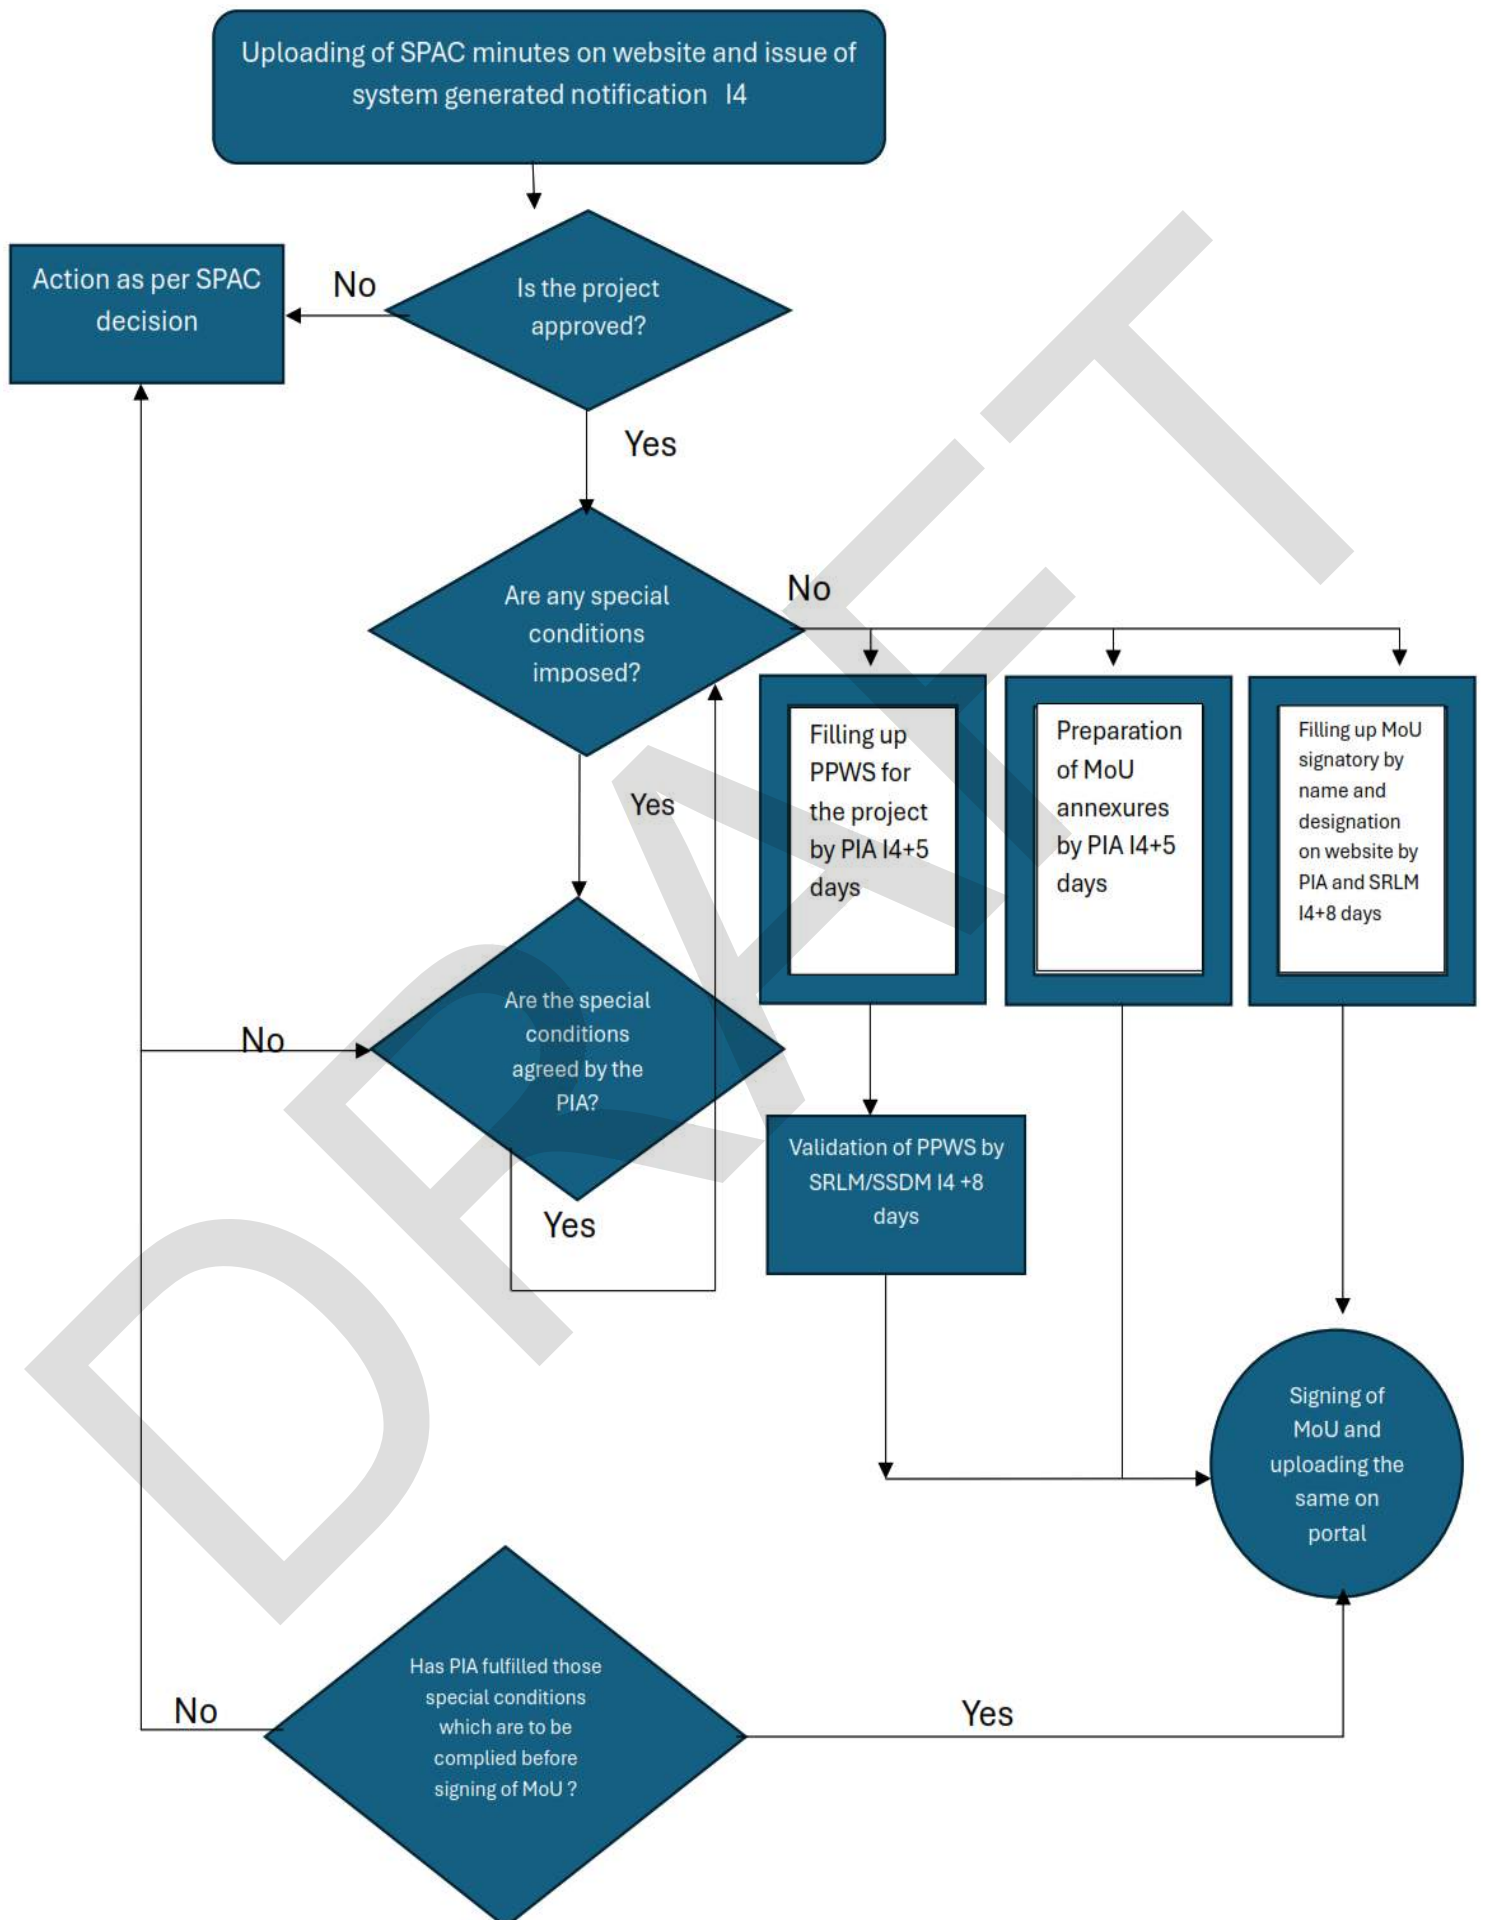 Uploading of SPAC minutes on website and issue of
system generated notification I4
Action as per SPAC
decision
No
Is the project
approved?
Yes
Are any special
conditions
imposed?
No
Filling up
PPWS for
the project
by PIA I4+5
days
Preparation
of MoU
annexures
by PIA I4+5
days
Filling up MoU
signatory by
name and
designation
on website by
PIA and SRLM
I4+8 days
Yes
Are the special
conditions
agreed by the
PIA?
No
Yes
Validation of PPWS by
SRLM/SSDM I4 +8
days
Signing of
MoU and
uploading the
same on
portal
Has PIA fulfilled those
special conditions
which are to be
complied before
signing of MoU ?
No
Yes
DRAFT